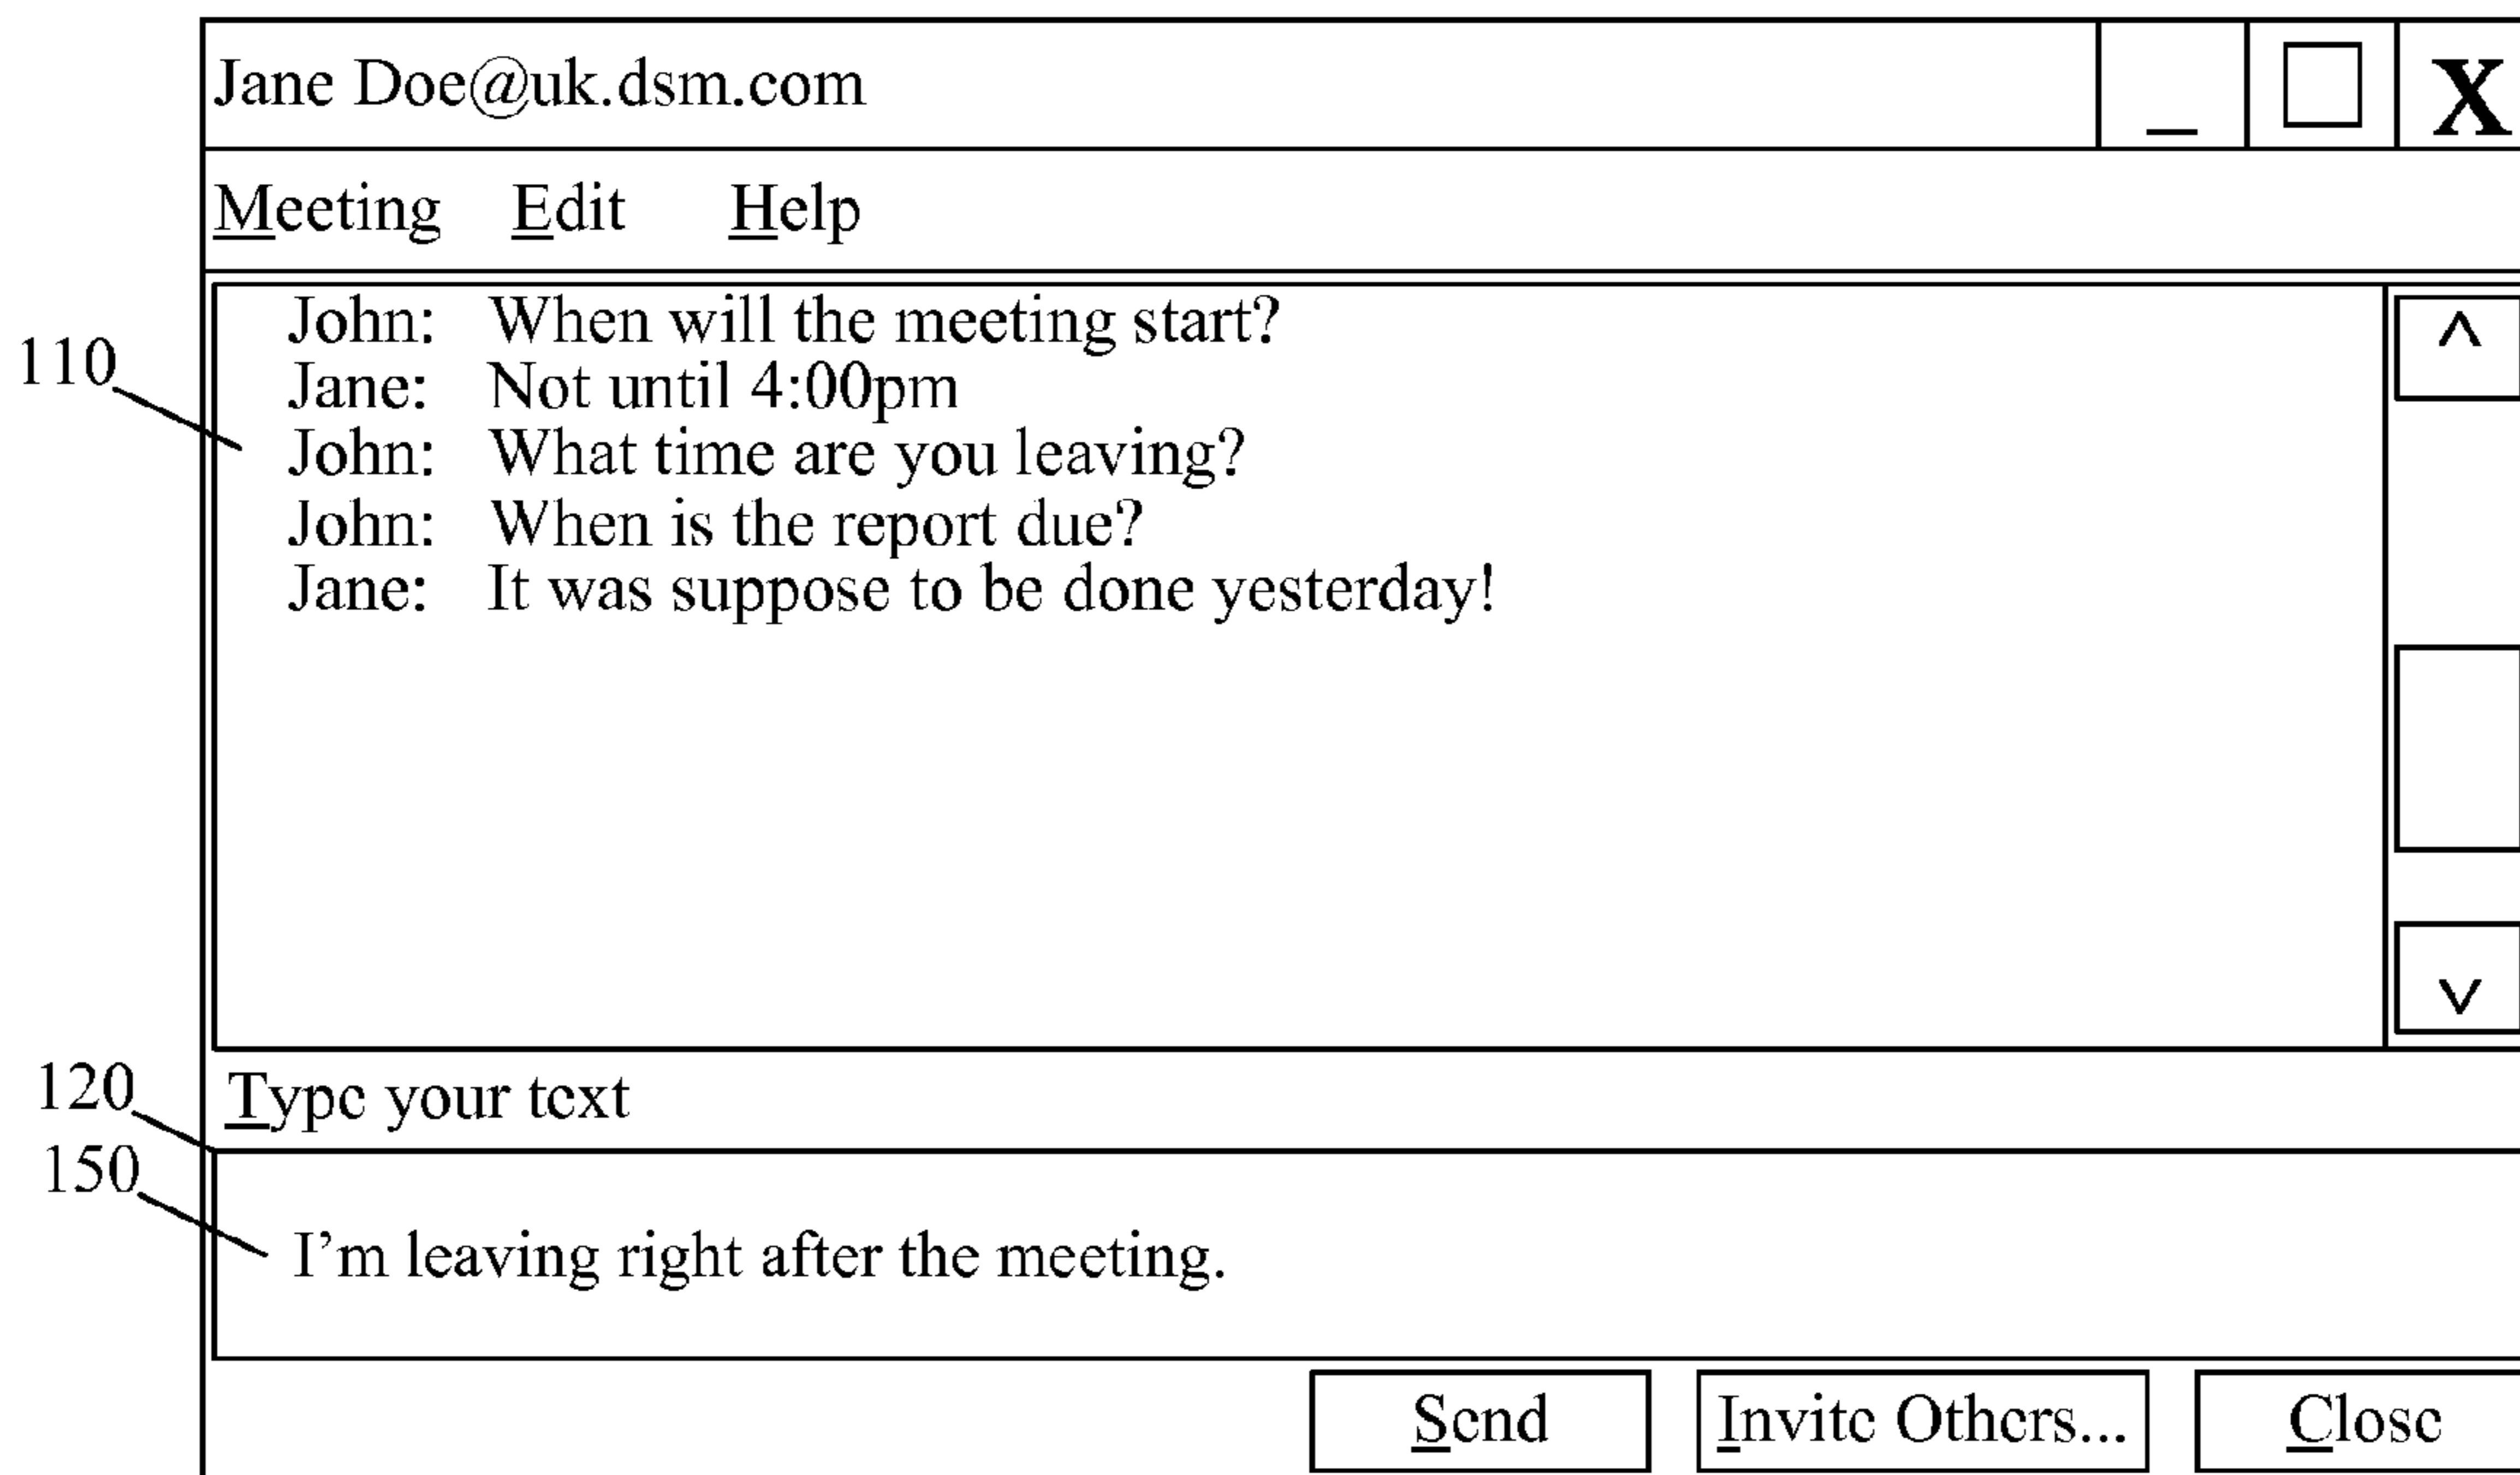 Jane Doe@uk.dsm.com _ X
Meeting Edit Help
John: When will the meeting start?
110
Jane: Not until 4:00pm
John: What time are you leaving?
John: When is the report due?
Jane: It was suppose to be done yesterday!
120
Type your text
150
I'm leaving right after the meeting.
Send Invite Others... Close